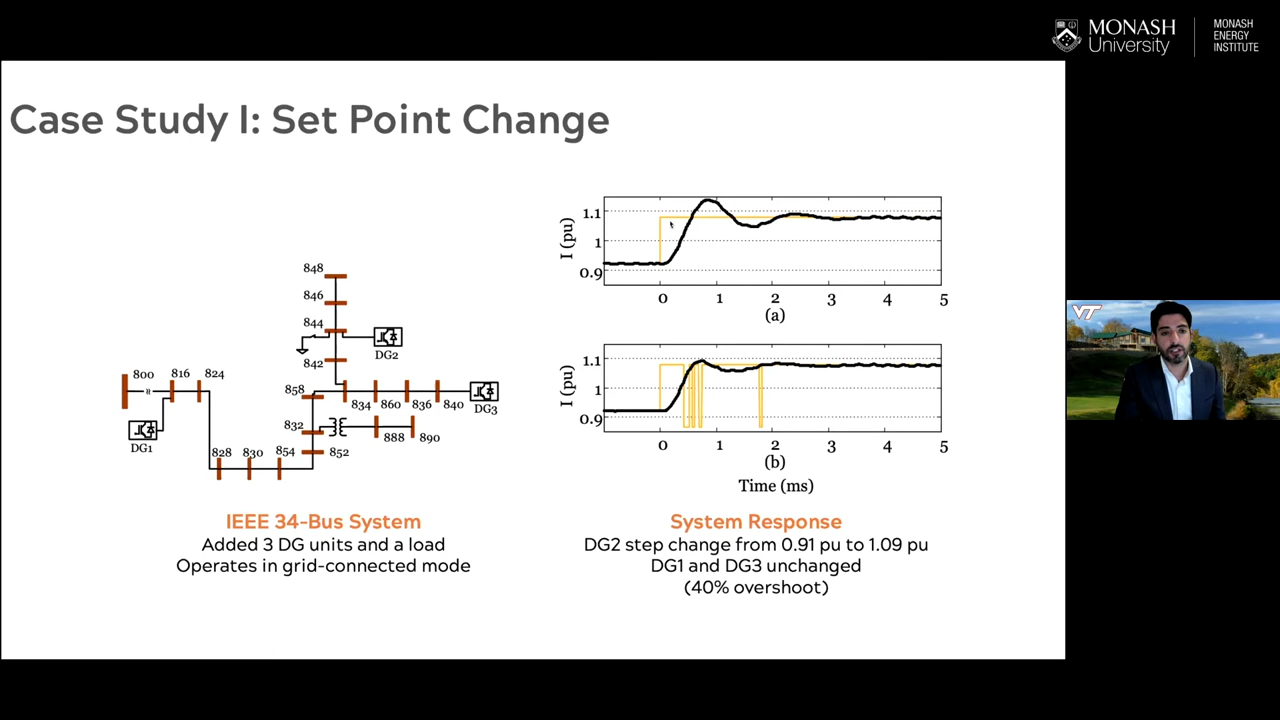 MONASH
University
MONASH
ENERGY
INSTITUTE
Case Study I: Set Point Change
848
846
844
DG2
842
800
816
824
858
834
860
836
840
DG3
DG1
832
888
890
828
830
854
852
IEEE 34-Bus System
Added 3 DG units and a load
Operates in grid-connected mode
I (pu)
1.1
1
0.9
0
1
2
3
4
5
(a)
I (pu)
1.1
1
0.9
0
1
2
3
4
5
(b)
Time (ms)
System Response
DG2 step change from 0.91 pu to 1.09 pu
DG1 and DG3 unchanged
(40% overshoot)
VT